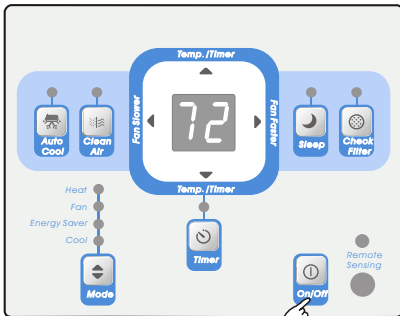 Temp./Timer
Fan Slower
72
Fan Faster
Auto
Cool
Clean
Air
Sleep
Check
Filter
Temp./Timer
Heat
Fan
Energy Saver
Cool
Mode
Timer
Remote
Sensing
On/Off